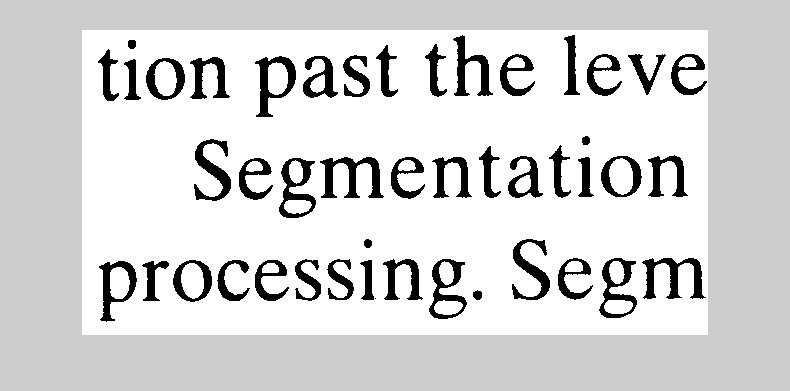 tion past the leve
Segmentation
processing. Segm